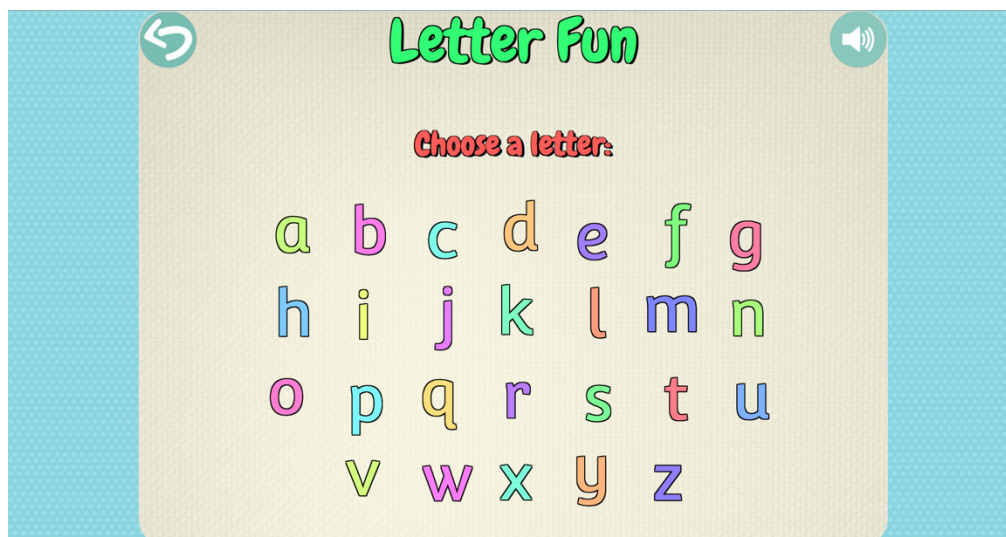 Letter Fun
Choose a letter:
a b c d e f g
h i j k l m n
o p q r s t u
v w x y z